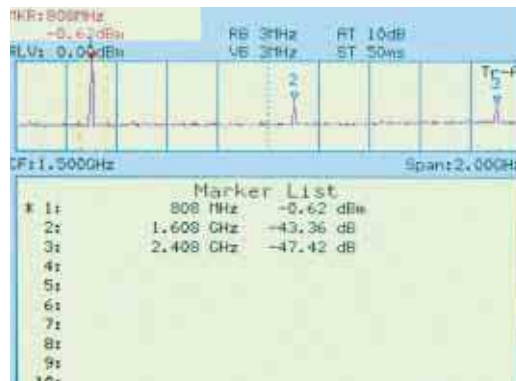 MKR:808MHz
-0.62dBm
RLV: 0.00dBm
RB 3MHz AT 10dB
VB 3MHz ST 50ms
2
CF:1.500GHz Span:2.00GHz
Marker List
* 1: 808 MHz -0.62 dBm
2: 1.608 GHz -43.36 dB
3: 2.408 GHz -47.42 dB
4:
5:
6:
7:
8:
9:
10: